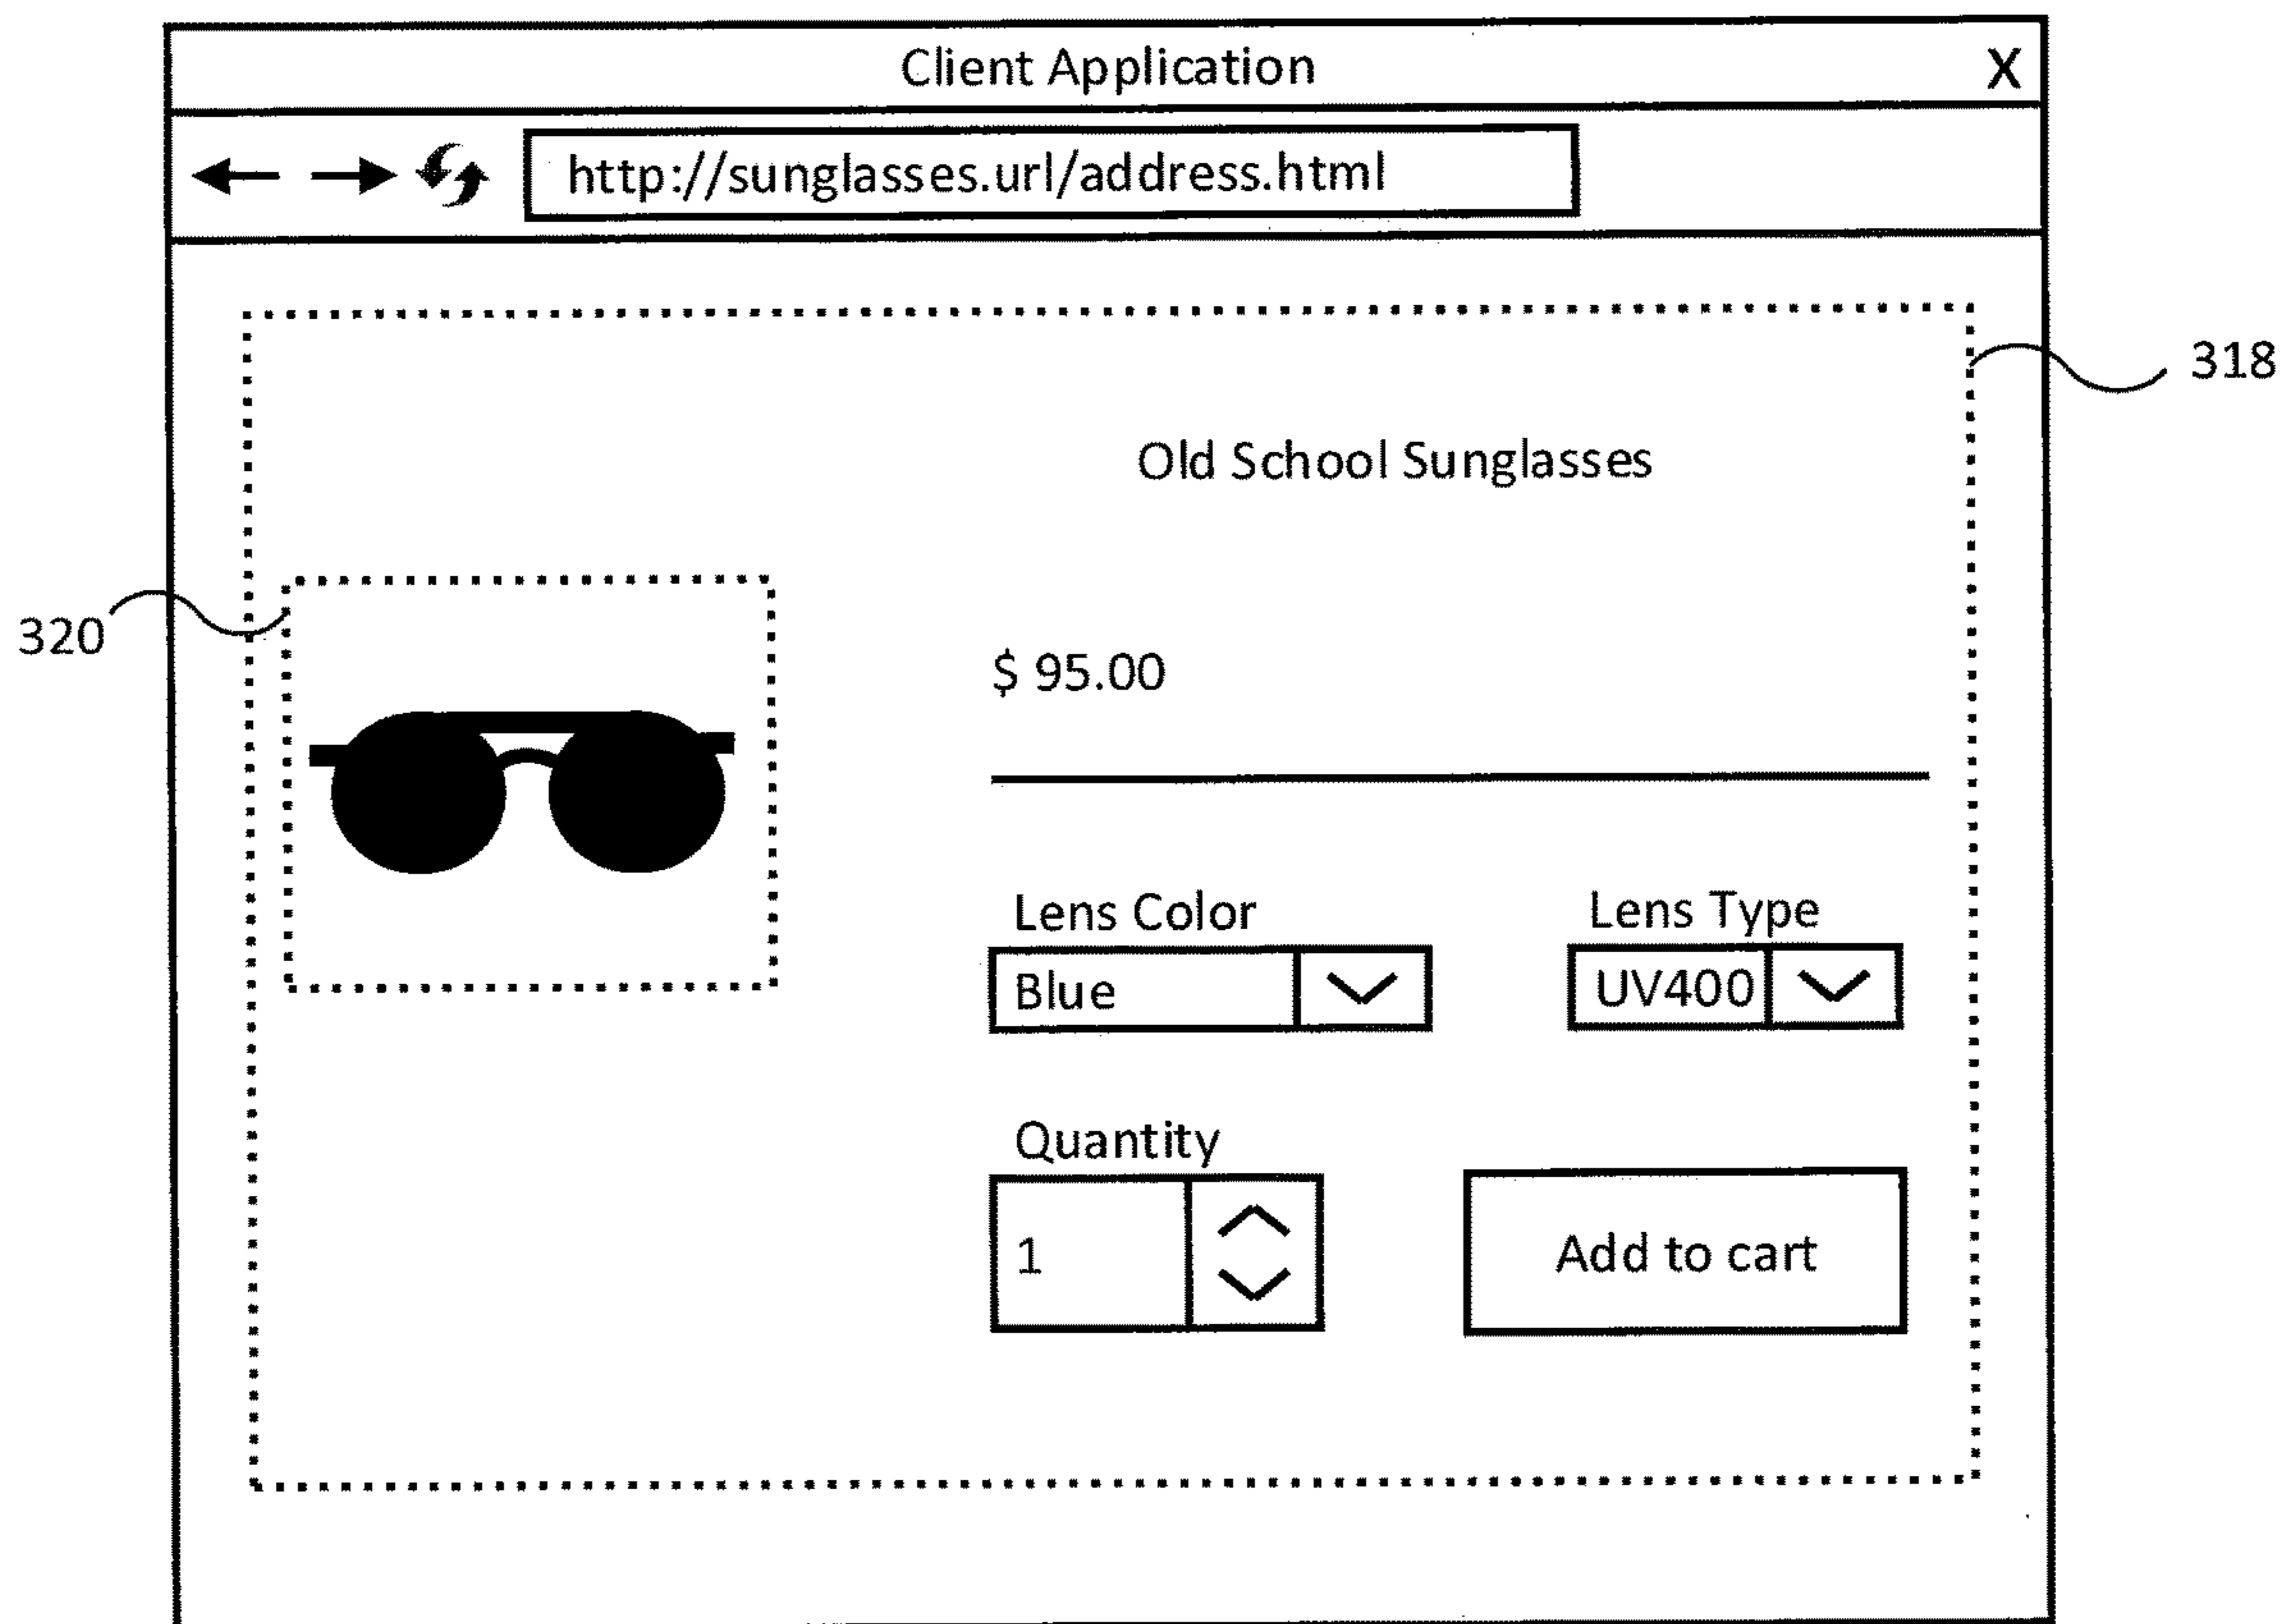 Client Application X
http://sunglasses.url/address.html
318
Old School Sunglasses
320
$ 95.00
Lens Color Lens Type
Blue UV400
Quantity
1 Add to cart